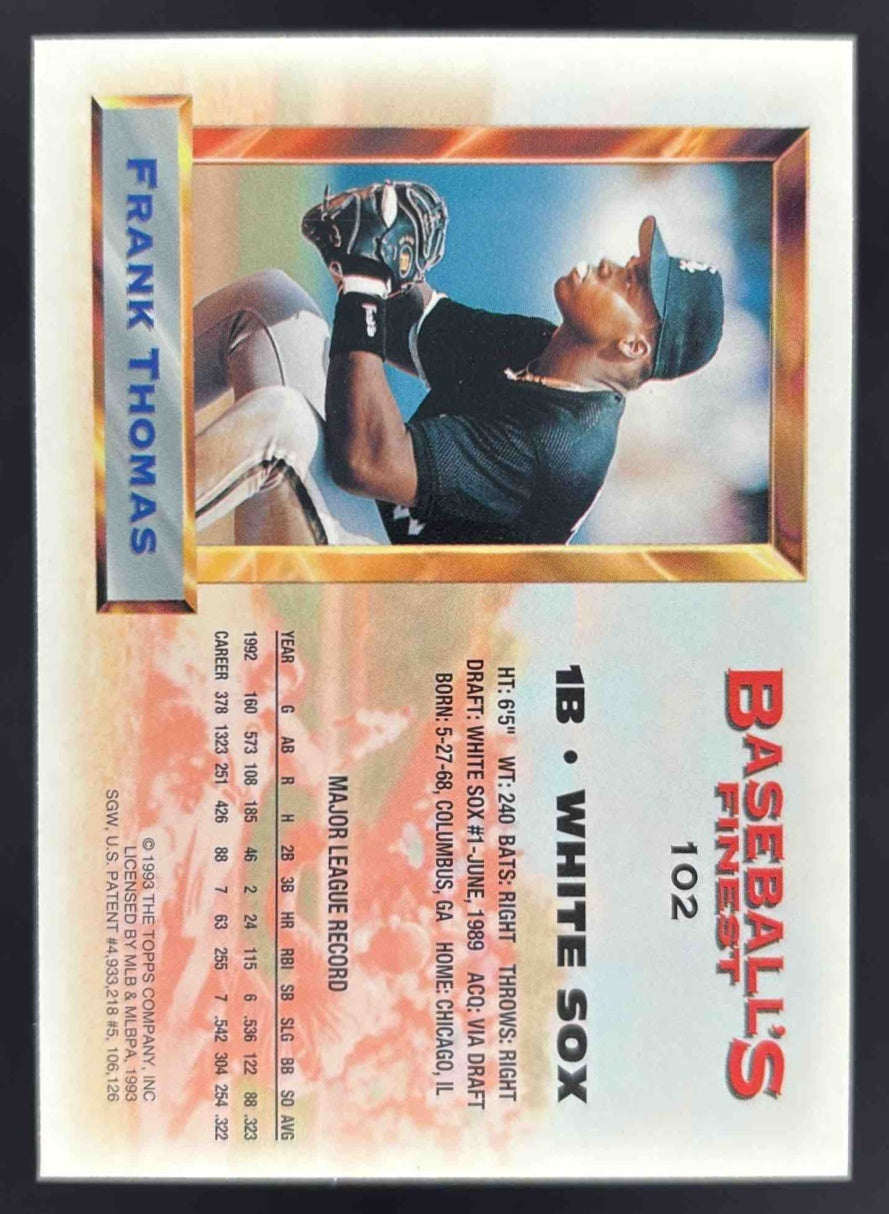 BASEBALL'S
FINEST
102
1B • WHITE SOX
HT: 6'5" WT: 240 BATS: RIGHT THROWS: RIGHT
DRAFT: WHITE SOX #1-JUNE, 1989 ACQ: VIA DRAFT
BORN: 5-27-68, COLUMBUS, GA HOME: CHICAGO, IL
MAJOR LEAGUE RECORD
YEAR G AB R H 2B 3B HR RBI SB SLG BB SO AVG
1992 160 573 108 185 46 2 24 115 6 .536 122 88 .323
CAREER 378 1323 251 426 88 7 63 255 7 .542 304 254 .322
© 1993 THE TOPPS COMPANY, INC
LICENSED BY MLB & MLBPA, 1993
SGW, U.S. PATENT #4,933,218 #5, 106,126
FRANK THOMAS